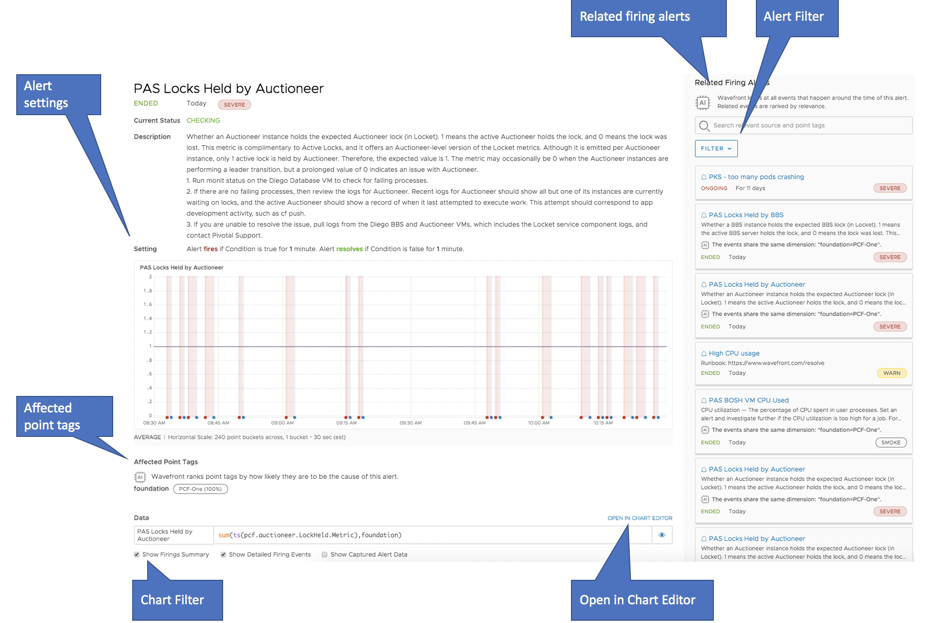 Related firing alerts
Alert Filter
Alert
settings
PAS Locks Held by Auctioneer
ENDED Today SEVERE
Current Status CHECKING
Description Whether an Auctioneer instance holds the expected Auctioneer lock (in Locket). 1 means the active Auctioneer holds the lock, and 0 means the lock was
lost. This metric is complimentary to Active Locks, and it offers an Auctioneer-level version of the Locket metrics. Although it is emitted per Auctioneer
instance, only 1 active lock is held by Auctioneer. Therefore, the expected value is 1. The metric may occasionally be 0 when the Auctioneer instances are
performing a leader transition, but a prolonged value of 0 indicates an issue with Auctioneer.
1. Run monit status on the Diego Database VM to check for failing processes.
2. If there are no failing processes, then review the logs for Auctioneer. Recent logs for Auctioneer should show all but one of its instances are currently
waiting on locks, and the active Auctioneer should show a record of when it last attempted to execute work. This attempt should correspond to app
development activity, such as cf push.
3. If you are unable to resolve the issue, pull logs from the Diego BBS and Auctioneer VMs, which includes the Locket service component logs, and
contact Pivotal Support.
Setting Alert fires if Condition is true for 1 minute. Alert resolves if Condition is false for 1 minute.
PAS Locks Held by Auctioneer
2
1.8
1.6
1.4
1.2
1
.8
.6
.4
.2
0
08:30 AM 08:45 AM 09:00 AM 09:15 AM 09:30 AM 09:45 AM 10:00 AM 10:15 AM
AVERAGE | Horizontal Scale: 240 point buckets across, 1 bucket = 30 sec (est)
Affected
point tags
Affected Point Tags
AI Wavefront ranks point tags by how likely they are to be the cause of this alert.
foundation PCF-One (100%)
Data OPEN IN CHART EDITOR
PAS Locks Held by
Auctioneer
sum(ts(pcf.auctioneer.LockHeld.Metric),foundation)
Show Firings Summary Show Detailed Firing Events Show Captured Alert Data
Chart Filter
Open in Chart Editor
Related Firing Al
AI Wavefront at all events that happen around the time of this alert.
Related events are ranked by relevance.
Search relevant source and point tags
FILTER
PKS - too many pods crashing
ONGOING For 11 days SEVERE
PAS Locks Held by BBS
Whether a BBS instance holds the expected BBS lock (in Locket). 1 means
the active BBS server holds the lock, and 0 means the lock was lost. This...
AI The events share the same dimension: "foundation=PCF-One".
ENDED Today SEVERE
PAS Locks Held by Auctioneer
Whether an Auctioneer instance holds the expected Auctioneer lock (in
Locket). 1 means the active Auctioneer holds the lock, and 0 means the loc...
AI The events share the same dimension: "foundation=PCF-One".
ENDED Today SEVERE
High CPU usage
Runbook: https://www.wavefront.com/resolve
ENDED Today WARN
PAS BOSH VM CPU Used
CPU utilization — The percentage of CPU spent in user processes. Set an
alert and investigate further if the CPU utilization is too high for a job. For...
AI The events share the same dimension: "foundation=PCF-One".
ENDED Today SMOKE
PAS Locks Held by Auctioneer
Whether an Auctioneer instance holds the expected Auctioneer lock (in
Locket). 1 means the active Auctioneer holds the lock, and 0 means the loc...
AI The events share the same dimension: "foundation=PCF-One".
ENDED Today SEVERE
PAS Locks Held by Auctioneer
Whether an Auctioneer instance holds the expected Auctioneer lock (in
Locket). 1 means the active Auctioneer holds the lock, and 0 means the loc...